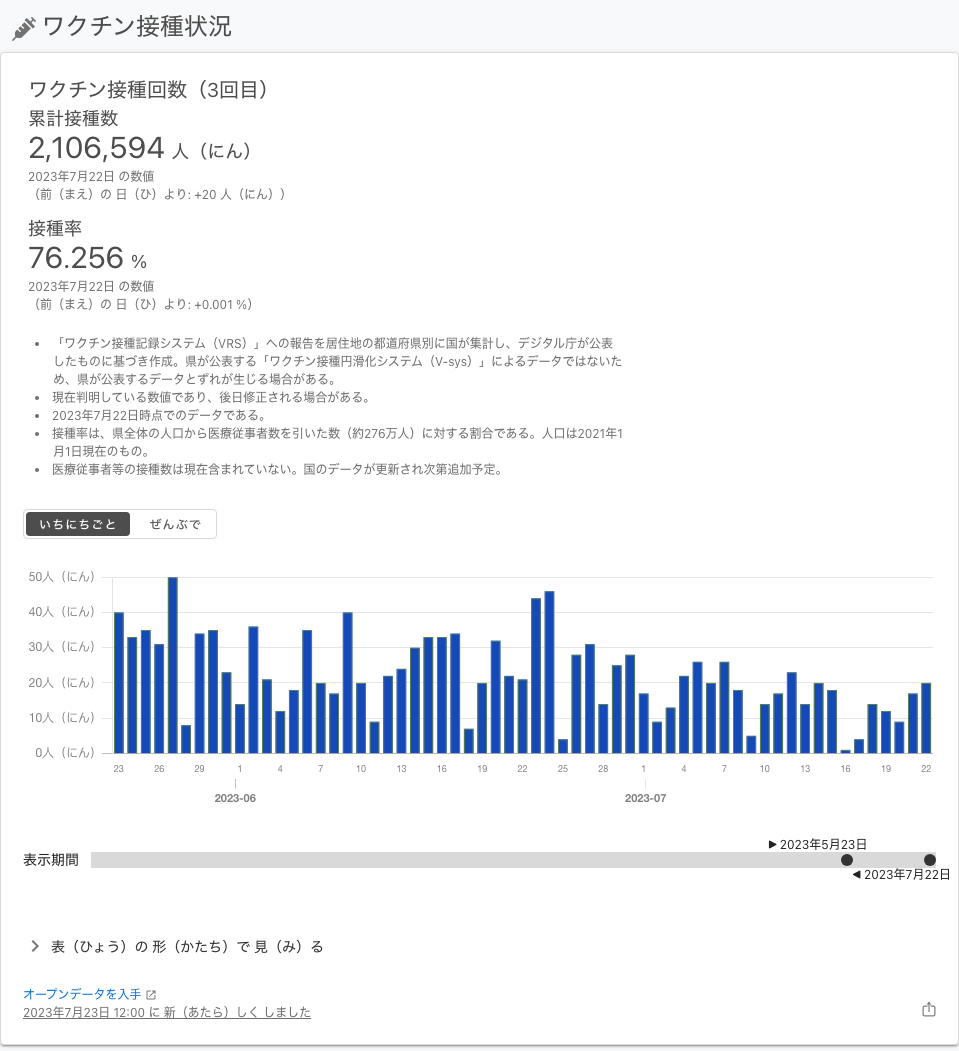 ワクチン接種状況
ワクチン接種回数（3回目）
累計接種数
2,106,594 人（にん）
2023年7月22日 の数値
（前（まえ）の 日（ひ）より: +20 人（にん））
接種率
76.256 %
2023年7月22日 の数値
（前（まえ）の 日（ひ）より: +0.001 %）
• 「ワクチン接種記録システム（VRS）」への報告を居住地の都道府県別に国が集計し、デジタル庁が公表
したものに基づき作成。県が公表する「ワクチン接種円滑化システム（V-sys）」によるデータではないた
め、県が公表するデータとずれが生じる場合がある。
• 現在判明している数値であり、後日修正される場合がある。
• 2023年7月22日時点でのデータである。
• 接種率は、県全体の人口から医療従事者数を引いた数（約276万人）に対する割合である。人口は2021年1
月1日現在のもの。
• 医療従事者等の接種数は現在含まれていない。国のデータが更新され次第追加予定。
いちにちごと ぜんぶで
50人（にん）
40人（にん）
30人（にん）
20人（にん）
10人（にん）
0人（にん）
23 26 29 1 4 7 10 13 16 19 22 25 28 1 4 7 10 13 16 19 22
2023-06 2023-07
▶ 2023年5月23日
表示期間
◀ 2023年7月22日
表（ひょう）の 形（かたち）で 見（み）る
オープンデータを入手
2023年7月23日 12:00 に 新（あたら）しく しました